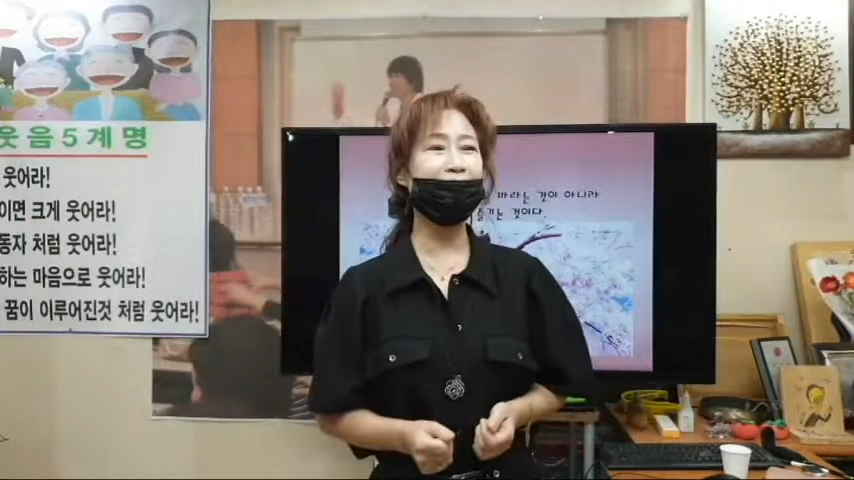 웃음5계명
웃어라!
이면 크게 웃어라!
동자 처럼 웃어라!
하는 마음으로 웃어라!
꿈이 이루어진것 처럼 웃어라!
바라는 것이 아니라
즐기는 것이다.